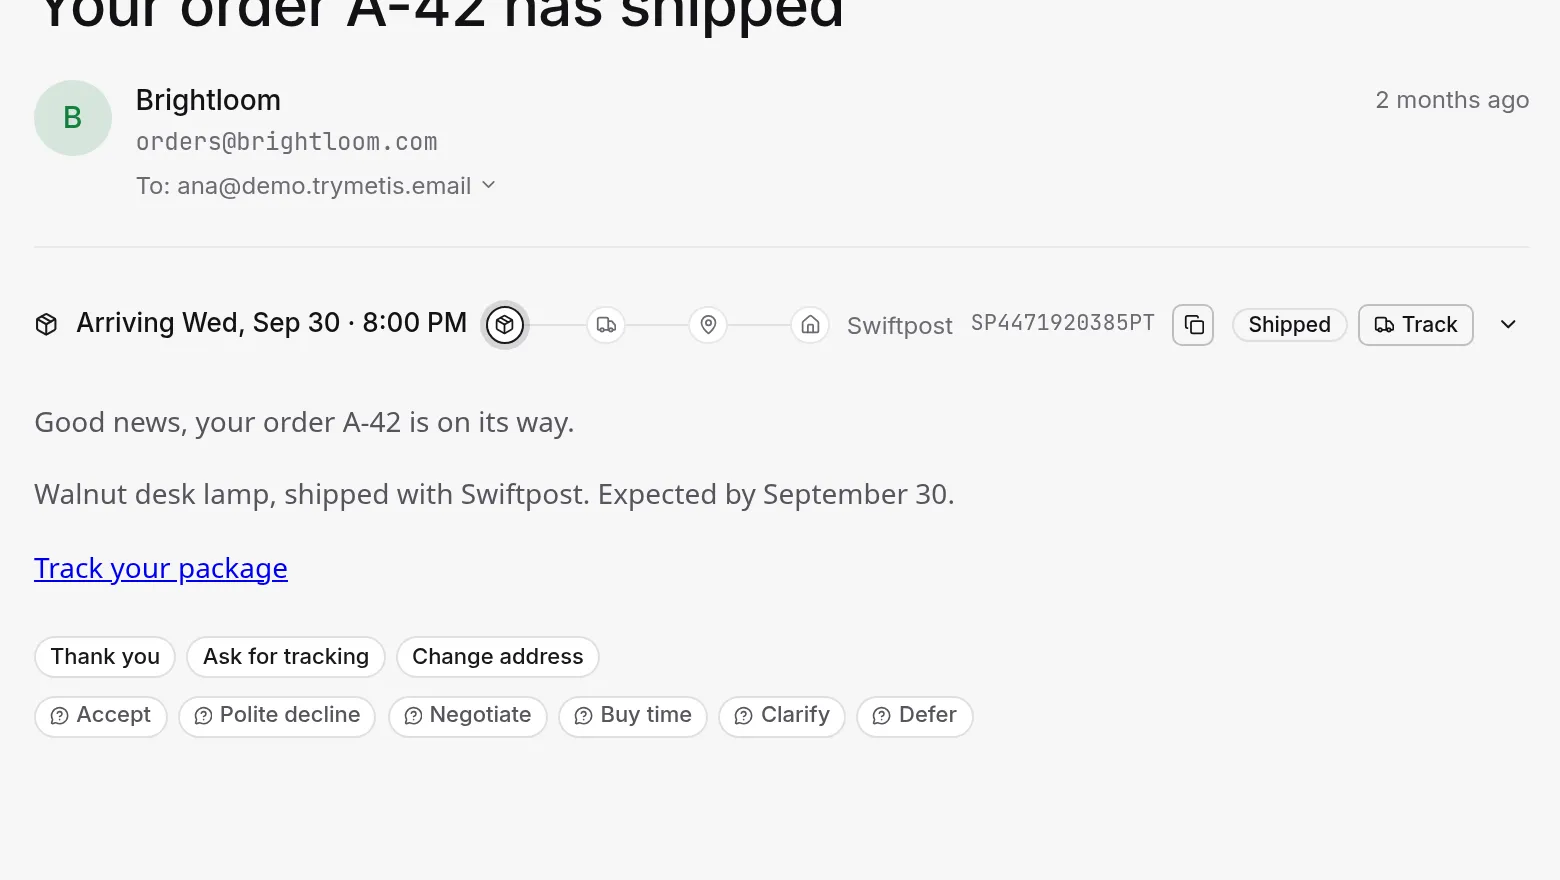 Your order A-42 has shipped
B
Brightloom
2 months ago
orders@brightloom.com
To: ana@demo.trymetis.email
Arriving Wed, Sep 30 · 8:00 PM Swiftpost SP4471920385PT Shipped Track
Good news, your order A-42 is on its way.
Walnut desk lamp, shipped with Swiftpost. Expected by September 30.
Track your package
Thank you Ask for tracking Change address
Accept Polite decline Negotiate Buy time Clarify Defer